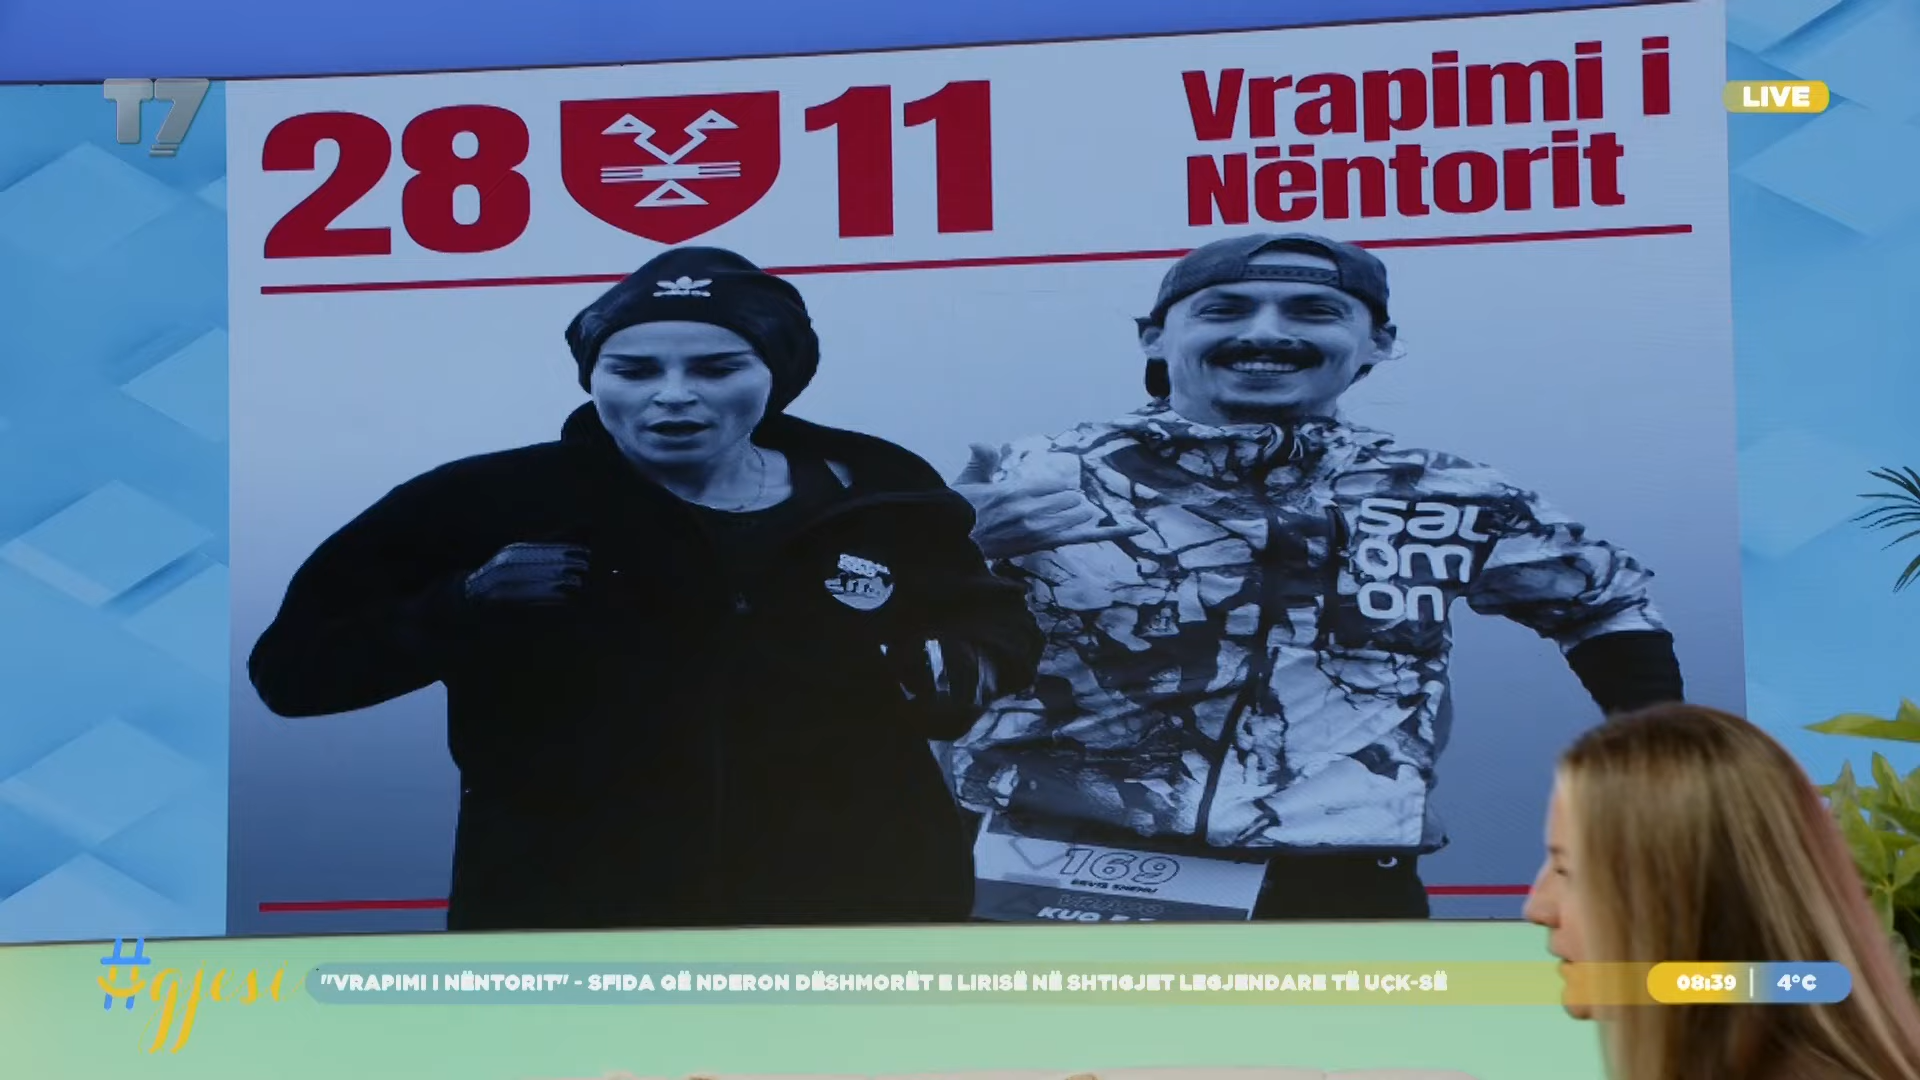 T7
28 11
Vrapimi i
Nëntorit
LIVE
sal
om
on
169
#gjesi
"VRAPIMI I NËNTORIT" - SFIDA QË NDERON DËSHMORËT E LIRISË NË SHTIGJET LEGJENDARE TË UÇK-SË
08:39 | 4°C